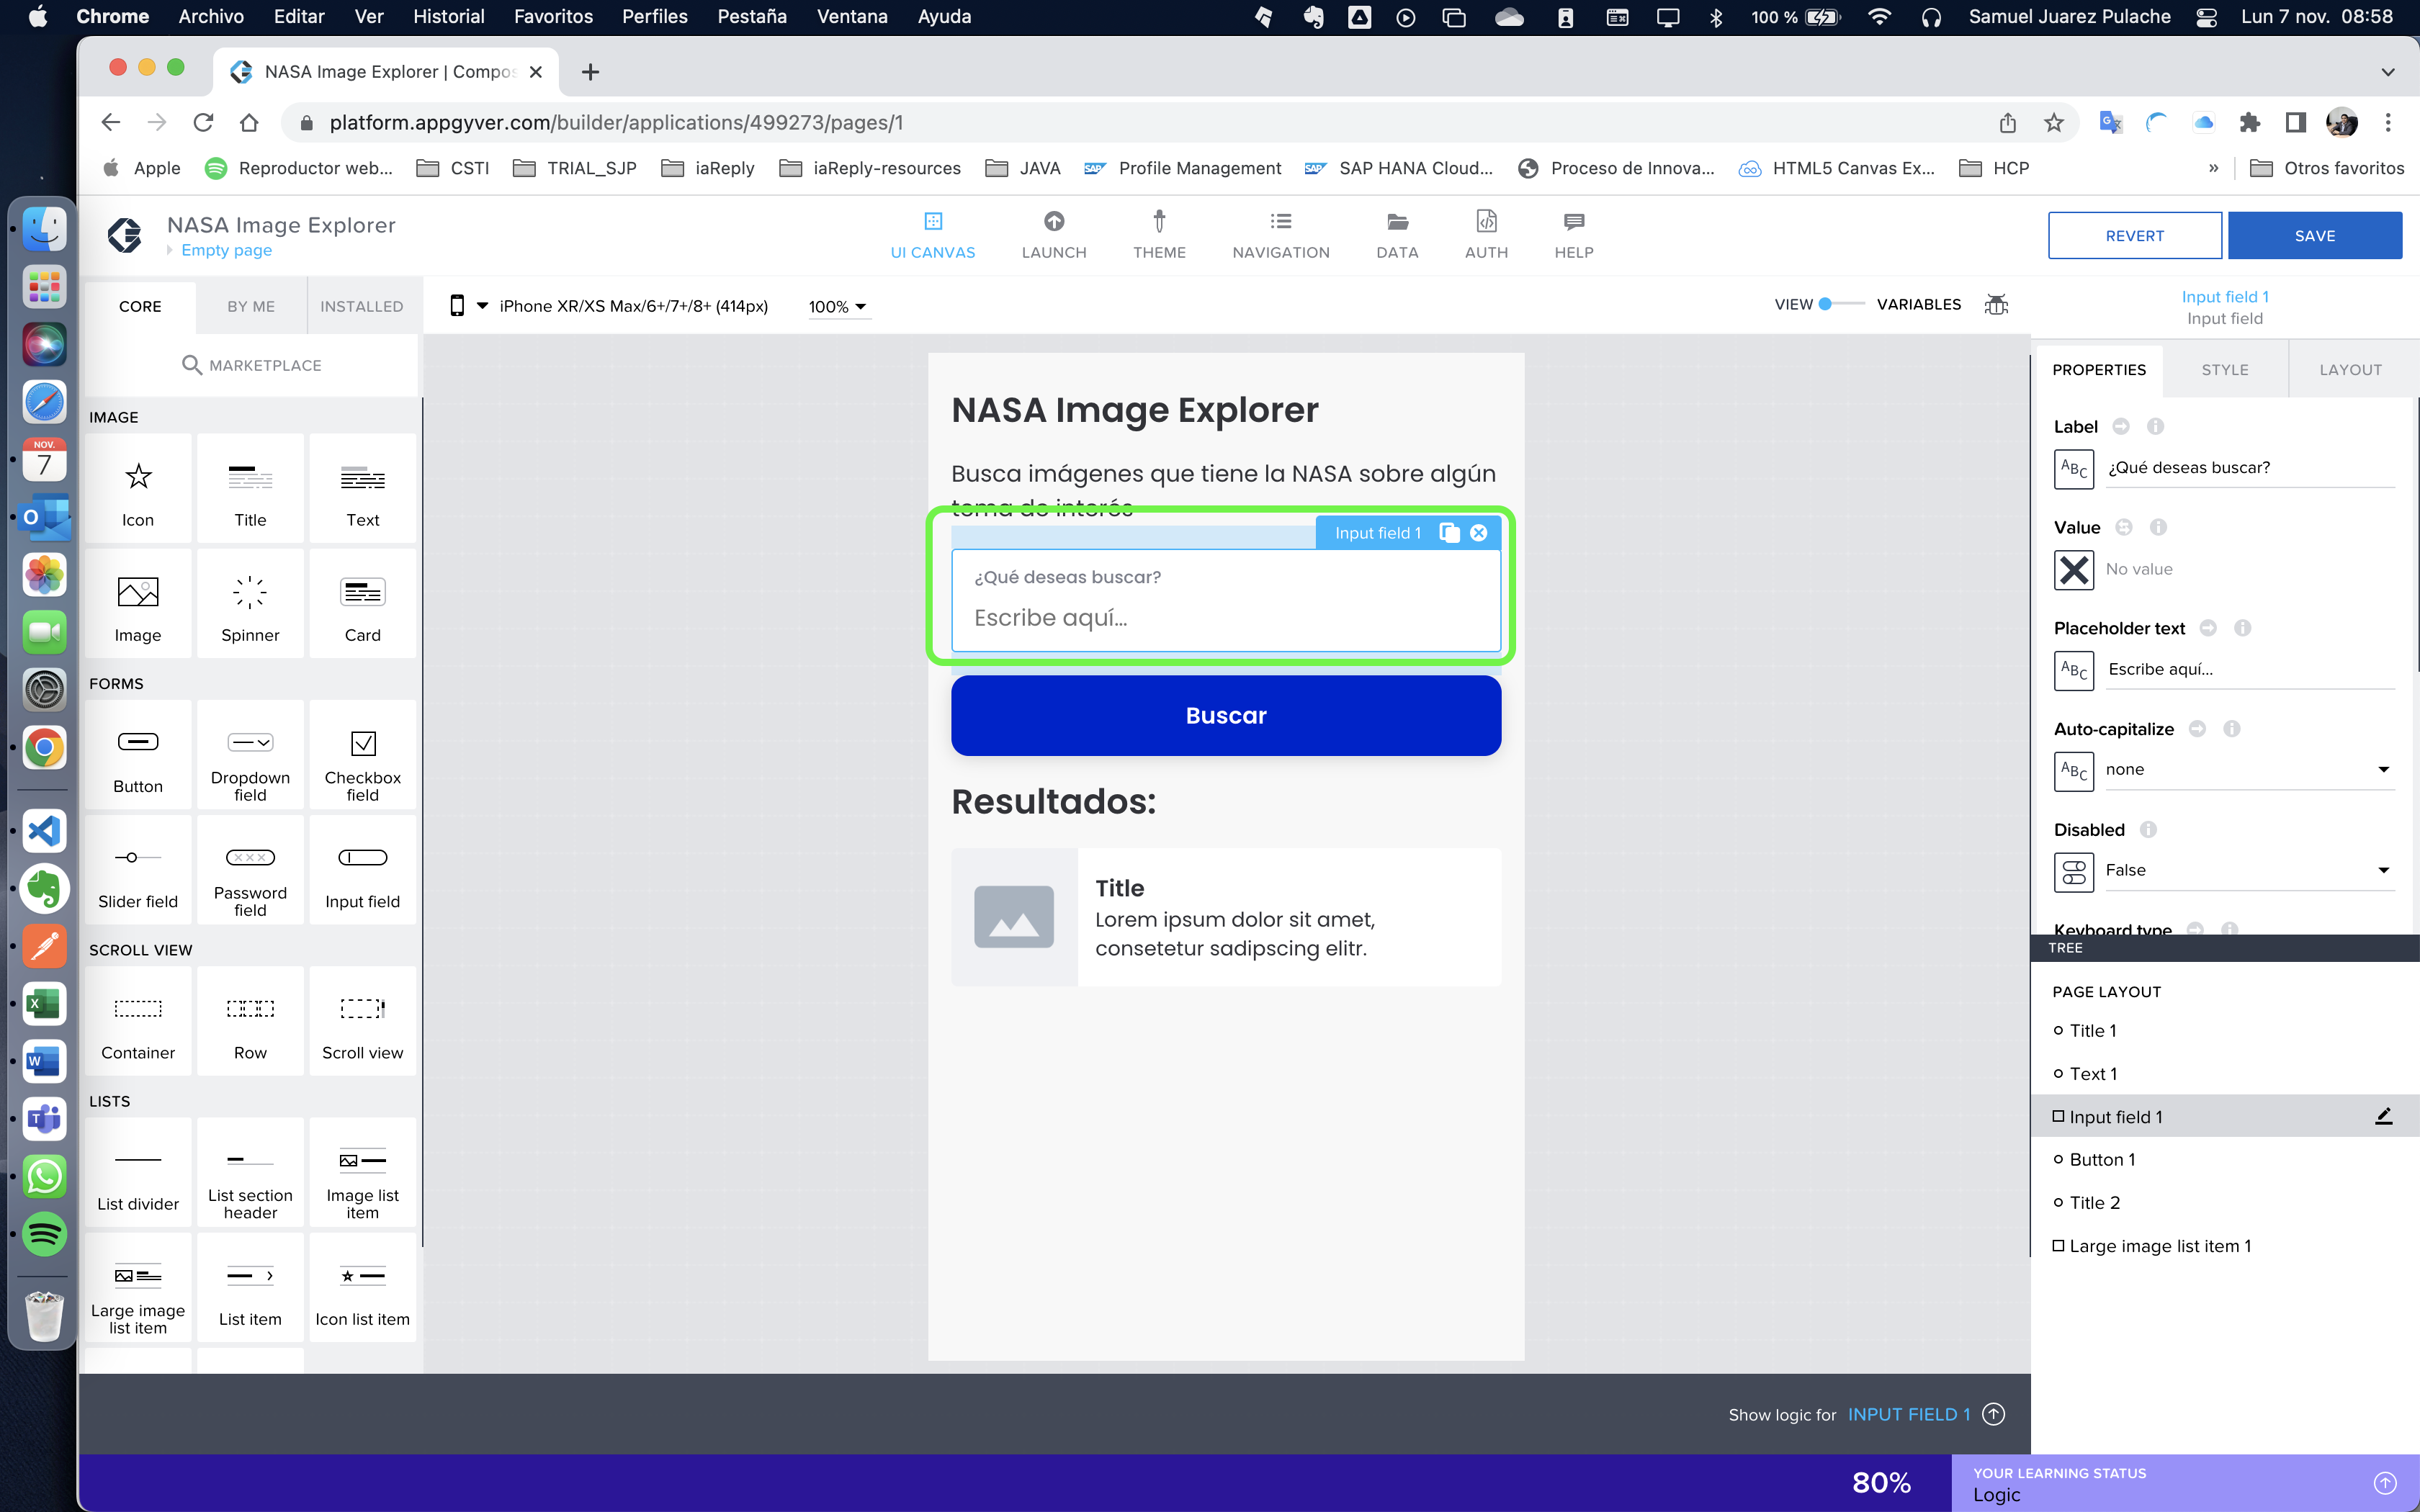 Chrome Archivo Editar Ver Historial Favoritos Perfiles Pestaña Ventana Ayuda
100 % Samuel Juarez Pulache Lun 7 nov. 08:58
NASA Image Explorer | Compos
platform.appgyver.com/builder/applications/499273/pages/1
Apple Reproductor web... CSTI TRIAL_SJP iaReply iaReply-resources JAVA Profile Management SAP HANA Cloud... Proceso de Innova... HTML5 Canvas Ex... HCP » Otros favoritos
NASA Image Explorer
Empty page
UI CANVAS LAUNCH THEME NAVIGATION DATA AUTH HELP
REVERT SAVE
CORE BY ME INSTALLED
iPhone XR/XS Max/6+/7+/8+ (414px) 100%
VIEW VARIABLES
MARKETPLACE
IMAGE
Icon Title Text
Image Spinner Card
FORMS
Button Dropdown field Checkbox field
Slider field Password field Input field
SCROLL VIEW
Container Row Scroll view
LISTS
List divider List section header Image list item
Large image list item List item Icon list item
NASA Image Explorer
Busca imágenes que tiene la NASA sobre algún
tema de interés
Input field 1
¿Qué deseas buscar?
Escribe aquí...
Buscar
Resultados:
Title
Lorem ipsum dolor sit amet,
consetetur sadipscing elitr.
Input field 1
Input field
PROPERTIES STYLE LAYOUT
Label
ABC ¿Qué deseas buscar?
Value
No value
Placeholder text
ABC Escribe aquí...
Auto-capitalize
ABC none
Disabled
False
Keyboard type
TREE
PAGE LAYOUT
Title 1
Text 1
Input field 1
Button 1
Title 2
Large image list item 1
Show logic for INPUT FIELD 1
80%
YOUR LEARNING STATUS
Logic
NOV.
7